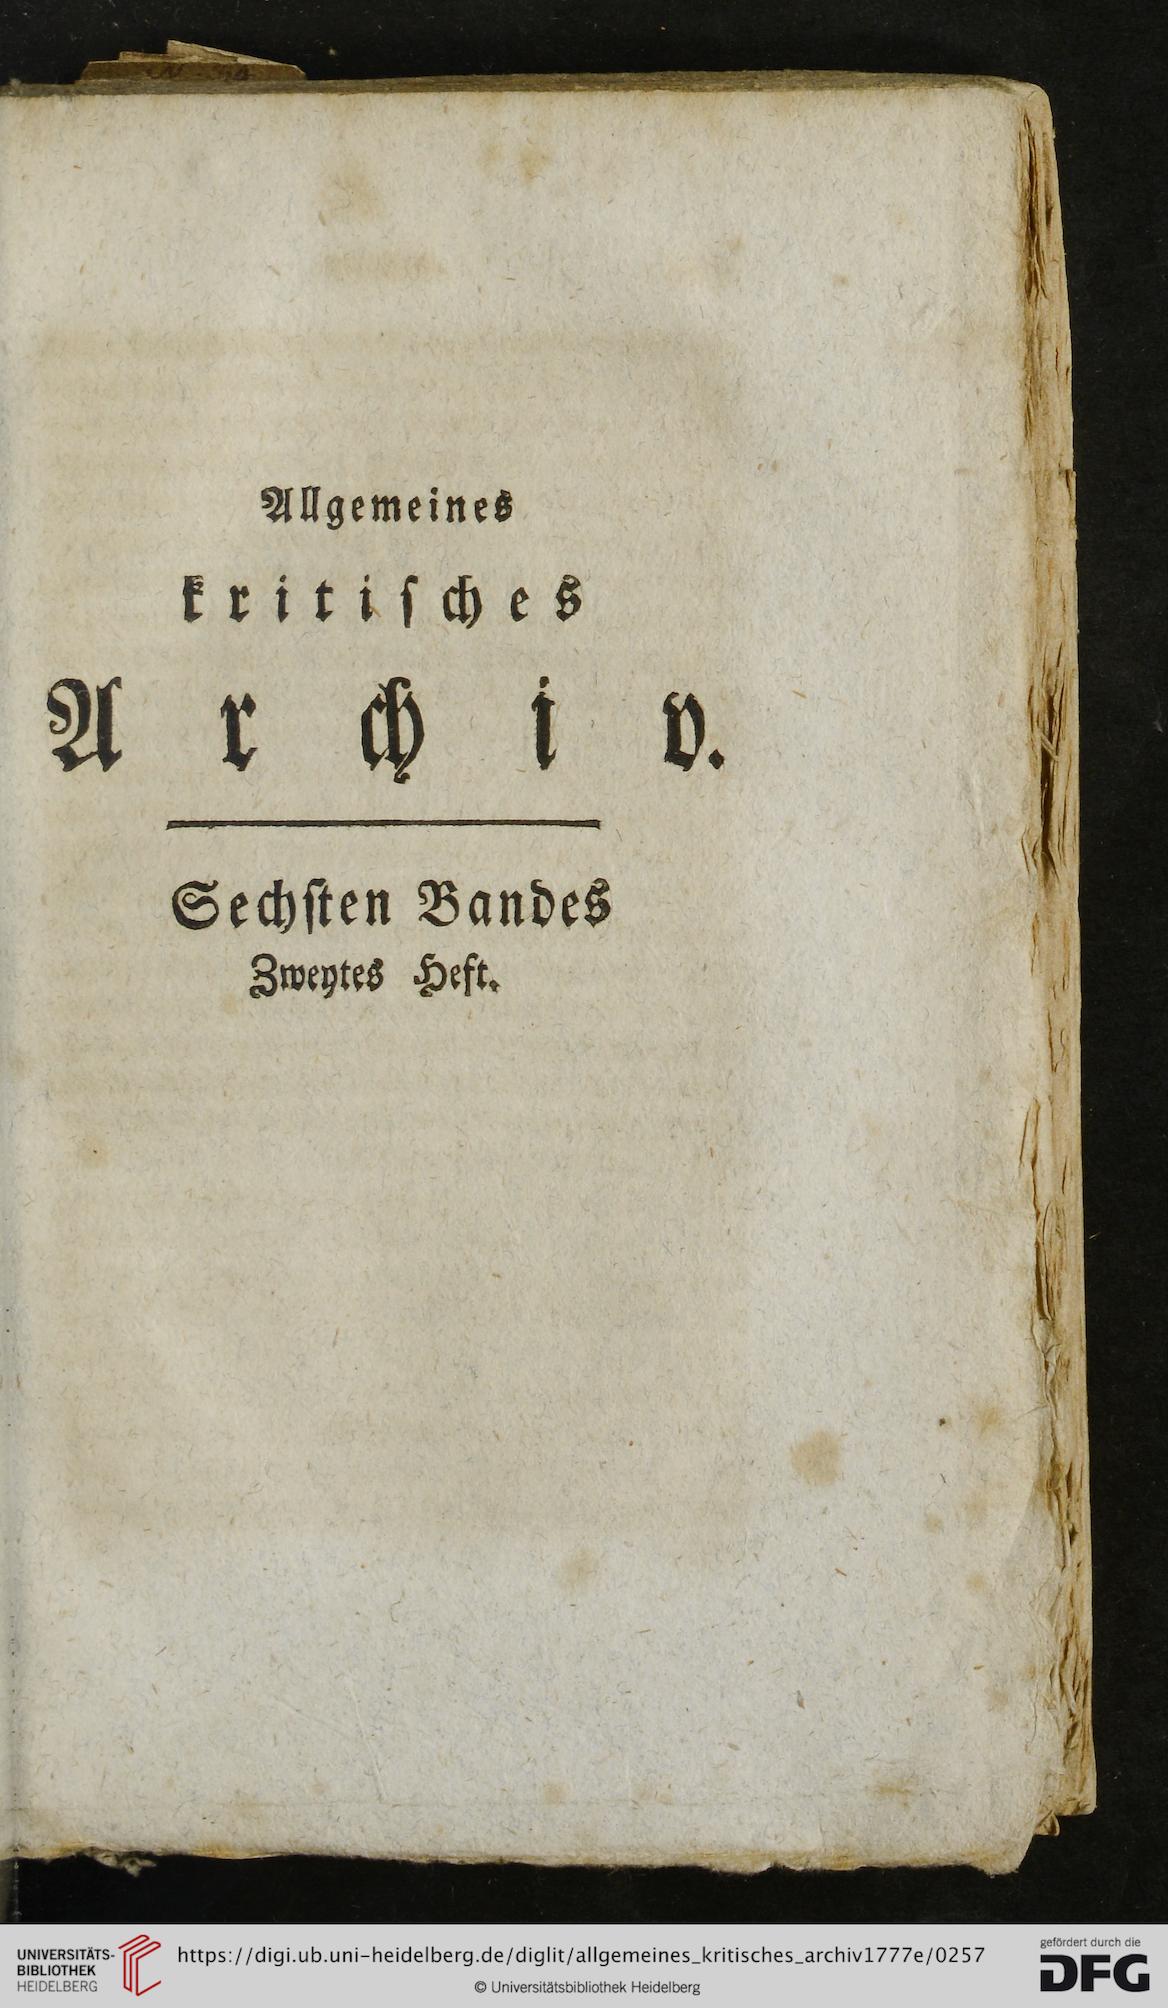 Allgemeines
kritiſches
Archiv.
Sechſten Bandes
Zweytes Heft.
UNIVERSITÄTS-
BIBLIOTHEK
HEIDELBERG
https://digi.ub.uni-heidelberg.de/diglit/allgemeines_kritisches_archiv1777e/0257
© Universitätsbibliothek Heidelberg
gefördert durch die
DFG